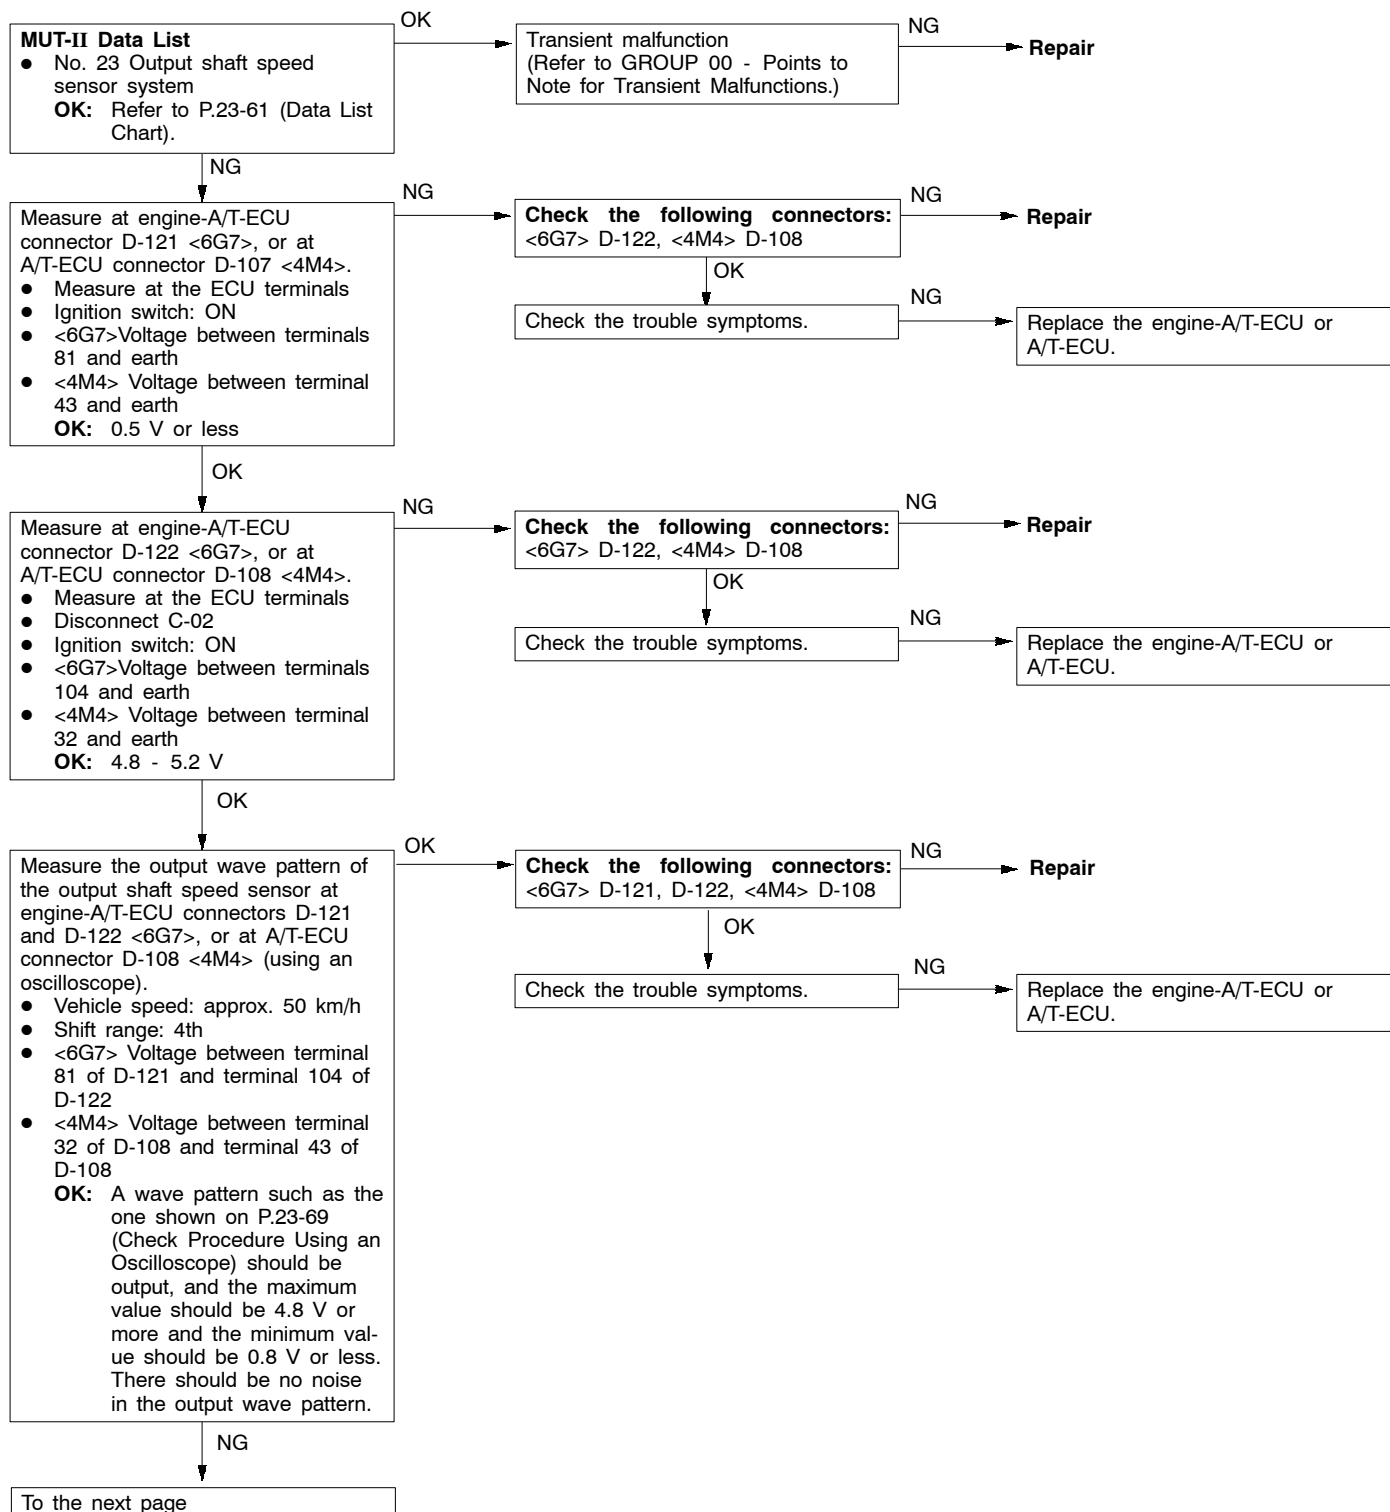 MUT-II Data List
● No. 23 Output shaft speed
sensor system
OK: Refer to P.23-61 (Data List
Chart).
OK
Transient malfunction
(Refer to GROUP 00 - Points to
Note for Transient Malfunctions.)
NG
Repair
NG
Measure at engine-A/T-ECU
connector D-121 <6G7>, or at
A/T-ECU connector D-107 <4M4>.
● Measure at the ECU terminals
● Ignition switch: ON
● <6G7>Voltage between terminals
81 and earth
● <4M4> Voltage between terminal
43 and earth
OK: 0.5 V or less
NG
Check the following connectors:
<6G7> D-122, <4M4> D-108
NG
Repair
OK
Check the trouble symptoms.
NG
Replace the engine-A/T-ECU or
A/T-ECU.
OK
Measure at engine-A/T-ECU
connector D-122 <6G7>, or at
A/T-ECU connector D-108 <4M4>.
● Measure at the ECU terminals
● Disconnect C-02
● Ignition switch: ON
● <6G7>Voltage between terminals
104 and earth
● <4M4> Voltage between terminal
32 and earth
OK: 4.8 - 5.2 V
NG
Check the following connectors:
<6G7> D-122, <4M4> D-108
NG
Repair
OK
Check the trouble symptoms.
NG
Replace the engine-A/T-ECU or
A/T-ECU.
OK
Measure the output wave pattern of
the output shaft speed sensor at
engine-A/T-ECU connectors D-121
and D-122 <6G7>, or at A/T-ECU
connector D-108 <4M4> (using an
oscilloscope).
● Vehicle speed: approx. 50 km/h
● Shift range: 4th
● <6G7> Voltage between terminal
81 of D-121 and terminal 104 of
D-122
● <4M4> Voltage between terminal
32 of D-108 and terminal 43 of
D-108
OK: A wave pattern such as the
one shown on P.23-69
(Check Procedure Using an
Oscilloscope) should be
output, and the maximum
value should be 4.8 V or
more and the minimum val-
ue should be 0.8 V or less.
There should be no noise
in the output wave pattern.
OK
Check the following connectors:
<6G7> D-121, D-122, <4M4> D-108
NG
Repair
OK
Check the trouble symptoms.
NG
Replace the engine-A/T-ECU or
A/T-ECU.
NG
To the next page